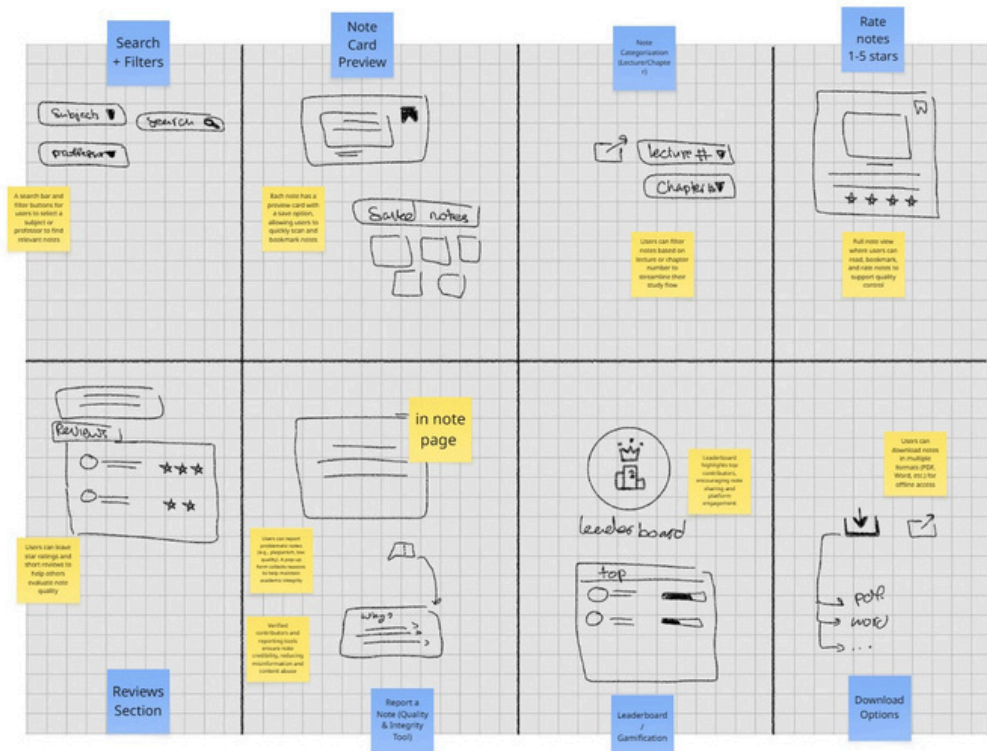 Search
+ Filters
Note
Card
Preview
Note
Categorization
(Lecture/Chapte
r)
Rate
notes
1-5 stars
Subject
Search
professor
A search bar and
filter buttons for
users to select a
subject or
professor to find
relevant notes
Each note has a
preview card with
a save option,
allowing users to
quickly scan and
bookmark notes
Saved notes
lecture #
Chapter
Users can filter
notes based on
lecture or chapter
number to
streamline their
study flow
Full note view
where users can
read, bookmark,
and rate notes to
support quality
control
Reviews
Users can leave
star ratings and
short reviews to
help others
evaluate note
quality
Reviews
Section
in note
page
Users can report
problematic notes
(e.g., plagiarism, low
quality). A pop-up
form collects reasons
to help maintain
academic integrity
Why?
Verified
contributors and
reporting tools
ensure note
credibility, reducing
misinformation and
content abuse
Report a
Note (Quality
& Integrity
Tool)
Leaderboard
highlights top
contributors,
encouraging note
sharing and
platform
engagement
leaderboard
top
Leaderboard
/
Gamification
Users can
download notes
in multiple
formats (PDF,
Word, etc.) for
offline access
word
...
Download
Options